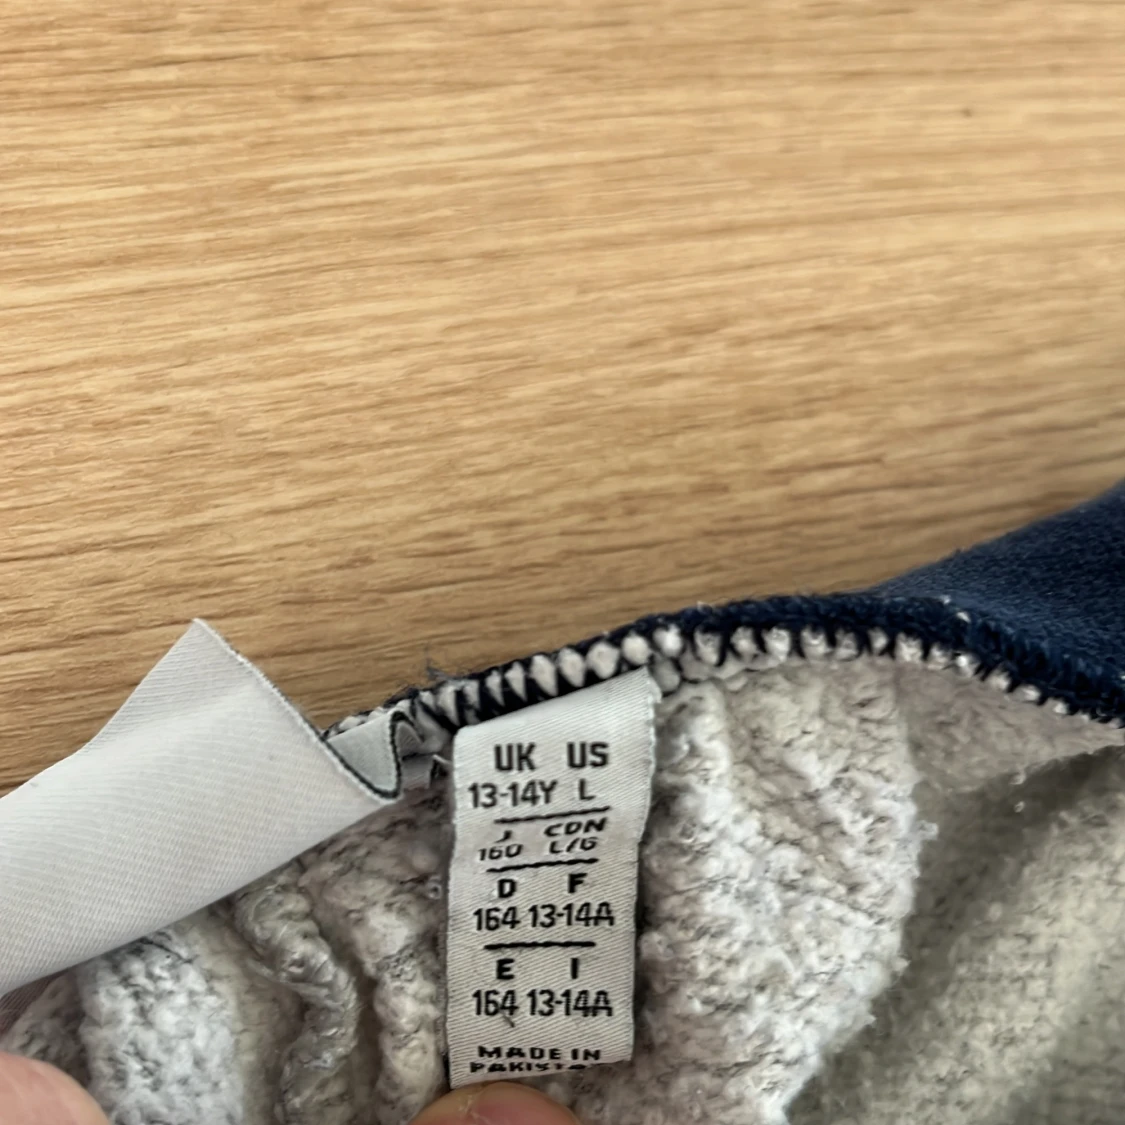 UK US
13-14Y L
J CDN
160 L/G
D F
164 13-14A
E I
164 13-14A
MADE IN